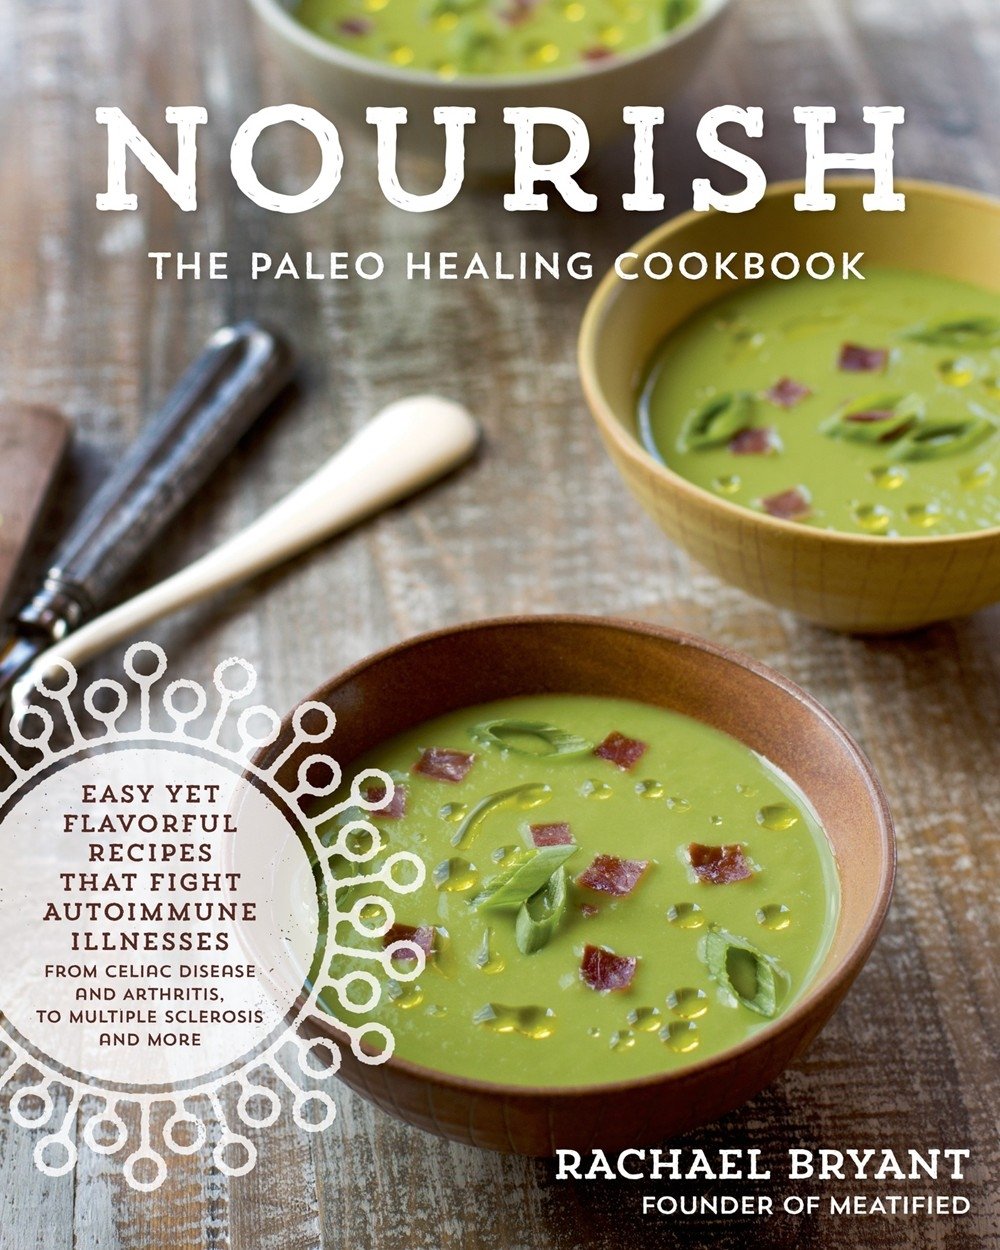 NOURISH
THE PALEO HEALING COOKBOOK
EASY YET
FLAVORFUL
RECIPES
THAT FIGHT
AUTOIMMUNE
ILLNESSES
FROM CELIAC DISEASE
AND ARTHRITIS,
TO MULTIPLE SCLEROSIS
AND MORE
RACHAEL BRYANT
FOUNDER OF MEATIFIED